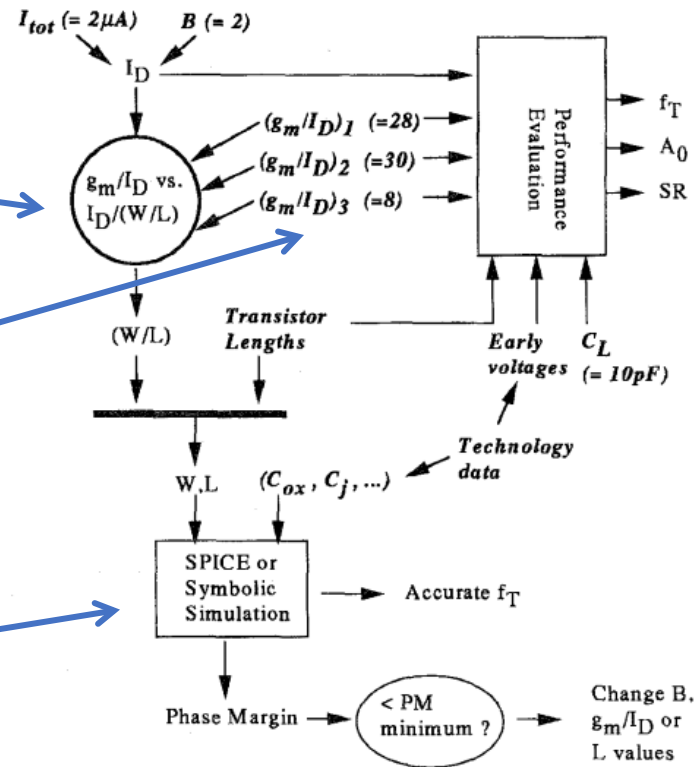 I_tot (= 2μA)
B (= 2)
I_D
(g_m/I_D)_1 (=28)
(g_m/I_D)_2 (=30)
(g_m/I_D)_3 (=8)
g_m/I_D vs.
I_D/(W/L)
Performance
Evaluation
f_T
A_0
SR
(W/L)
Transistor
Lengths
Early
voltages
C_L
(= 10pF)
Technology
data
W,L
(C_ox, C_j, ...)
SPICE or
Symbolic
Simulation
Accurate f_T
Phase Margin
< PM
minimum ?
Change B,
g_m/I_D or
L values